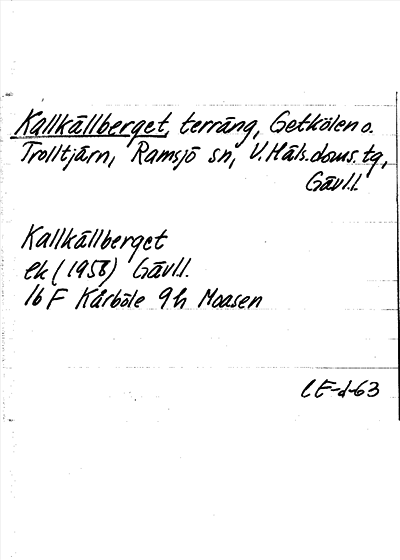 Kallkällberget, terräng, Getkölen o.
Trolltjärn, Ramsjö sn, V. Häls. doms. tg,
Gävl.l.
Kallkällberget
ek (1958) Gävl.l.
16 F Kårböle 9 h Moasen
CE-d-63